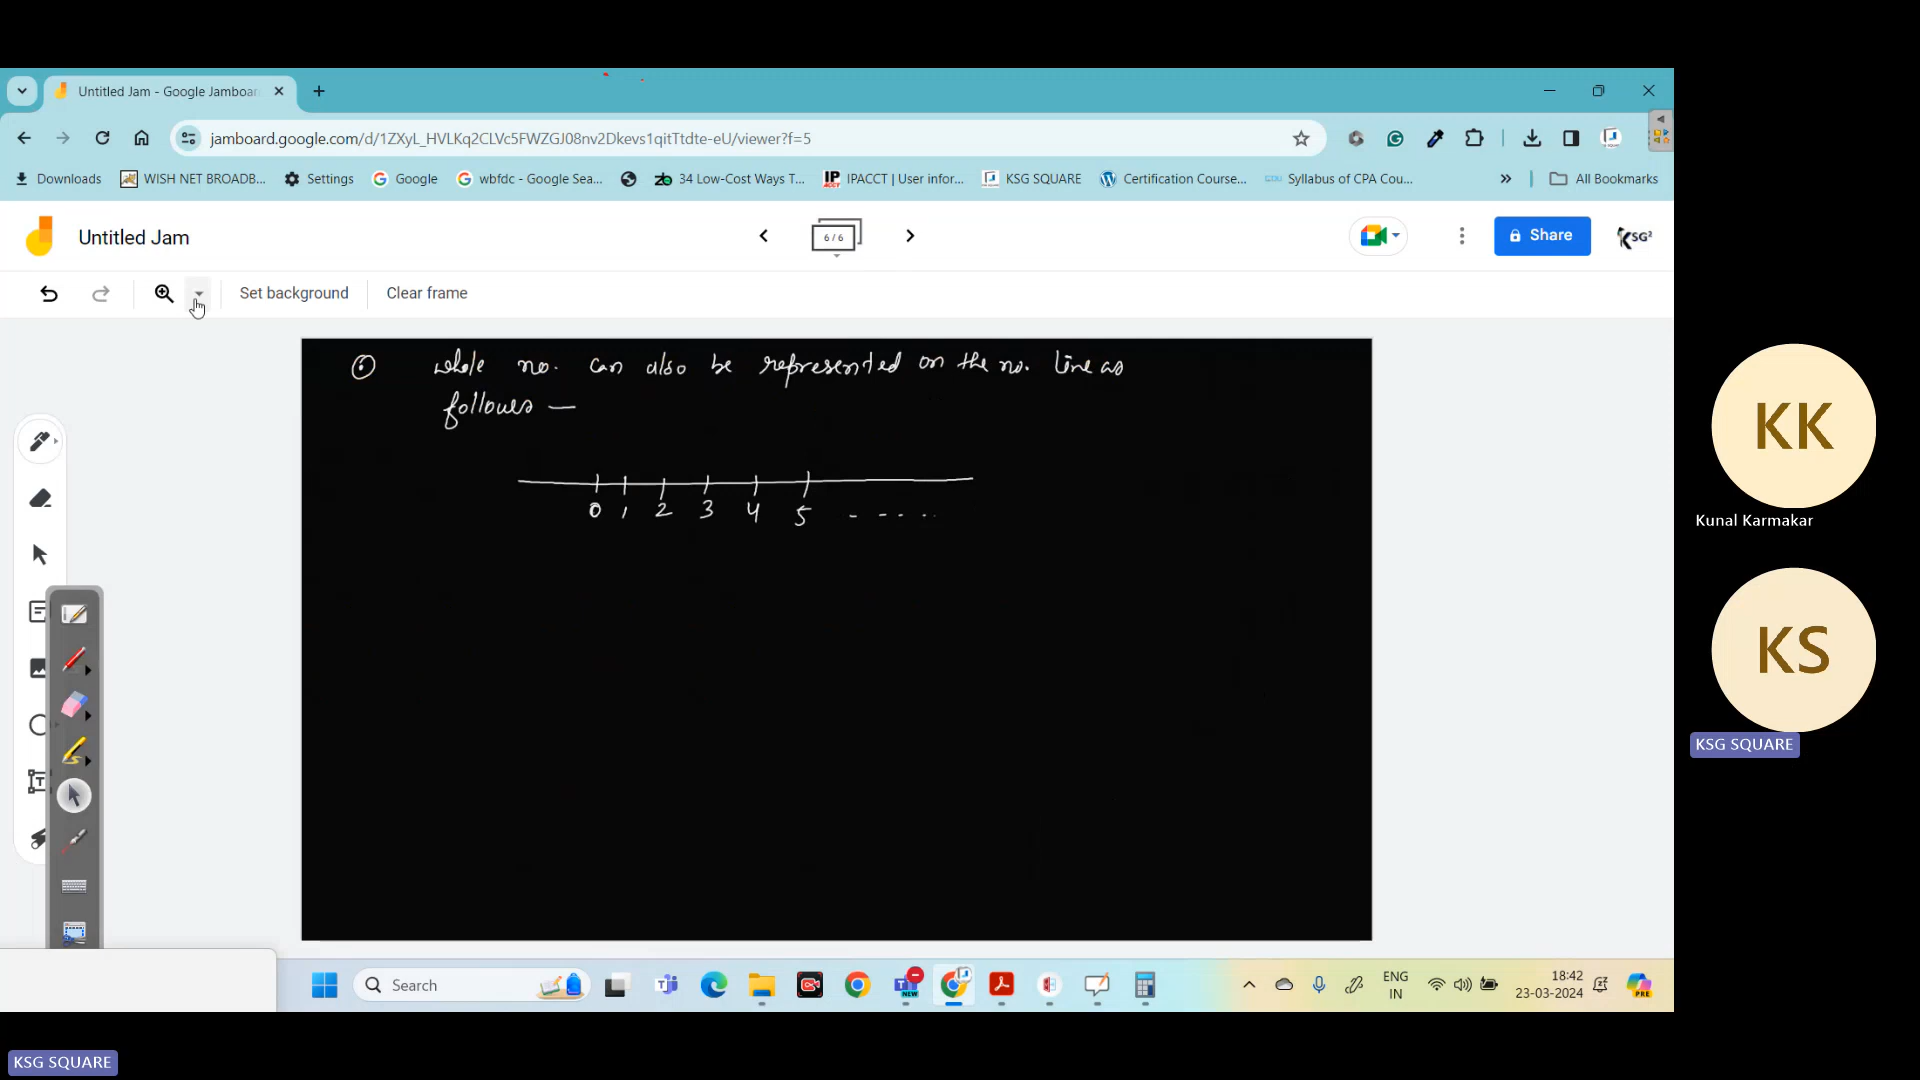 Untitled Jam - Google Jamboar
jamboard.google.com/d/1ZXyL_HVLKq2CLVc5FWZGJ08nv2Dkevs1qitTtdte-eU/viewer?f=5
Downloads WISH NET BROADB... Settings Google wbfdc - Google Sea... 34 Low-Cost Ways T... IPACCT | User infor... KSG SQUARE Certification Course... Syllabus of CPA Cou... » All Bookmarks
Untitled Jam 6 / 6 Share KSG²
Set background Clear frame
whole no. can also be represented on the no. line as
follows —
0 1 2 3 4 5 - - - - -
KK
Kunal Karmakar
KS
KSG SQUARE
Search ENG 18:42
IN 23-03-2024
KSG SQUARE